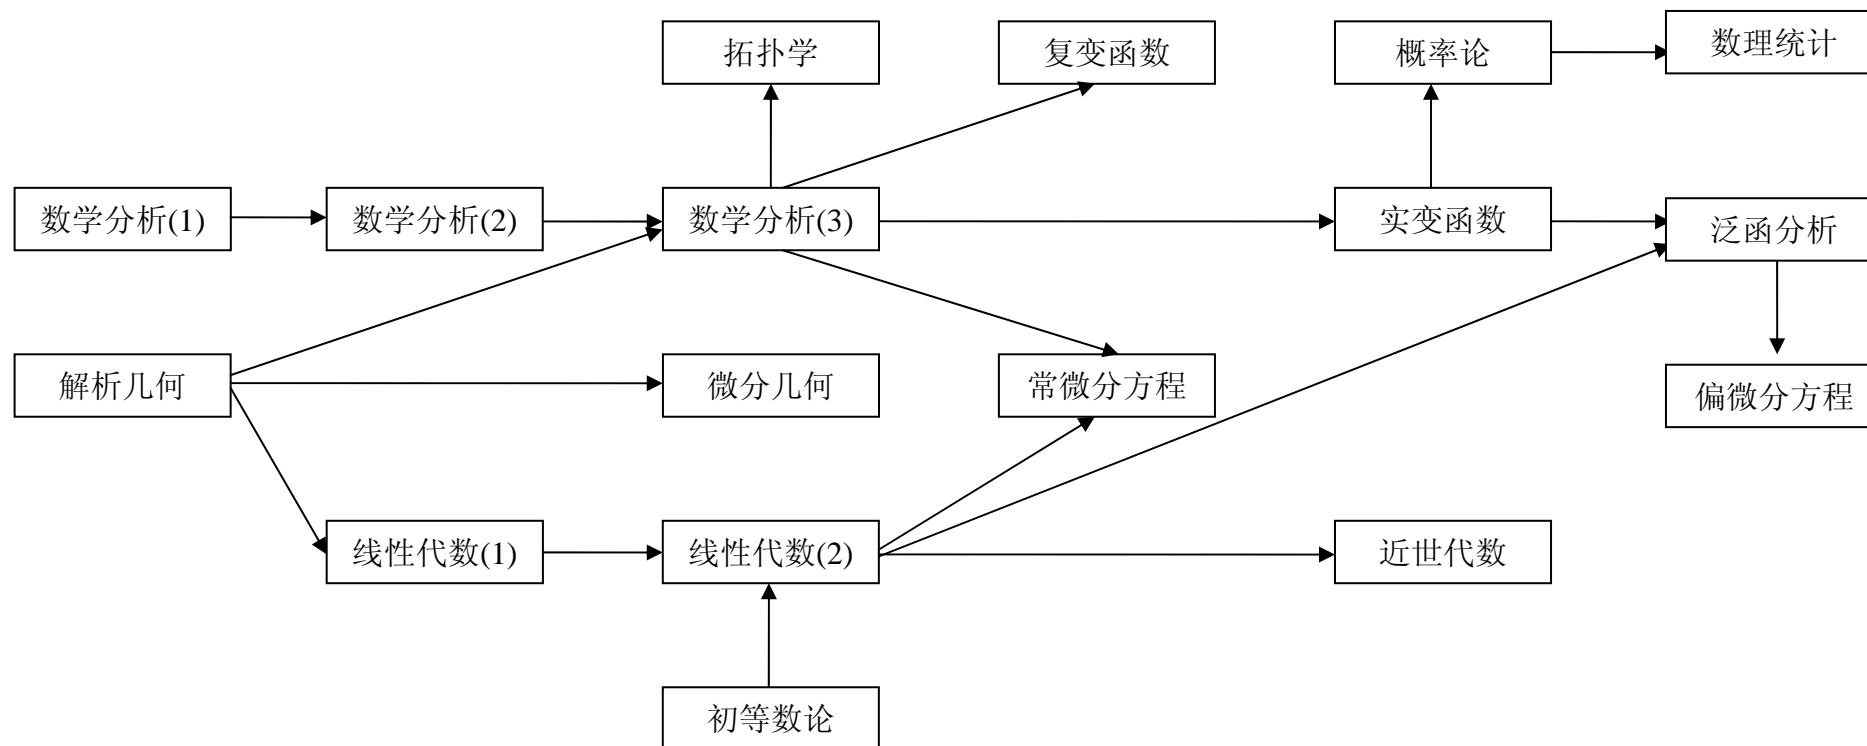 拓扑学
复变函数
概率论
数理统计
数学分析(1)
数学分析(2)
数学分析(3)
实变函数
泛函分析
解析几何
微分几何
常微分方程
偏微分方程
线性代数(1)
线性代数(2)
近世代数
初等数论